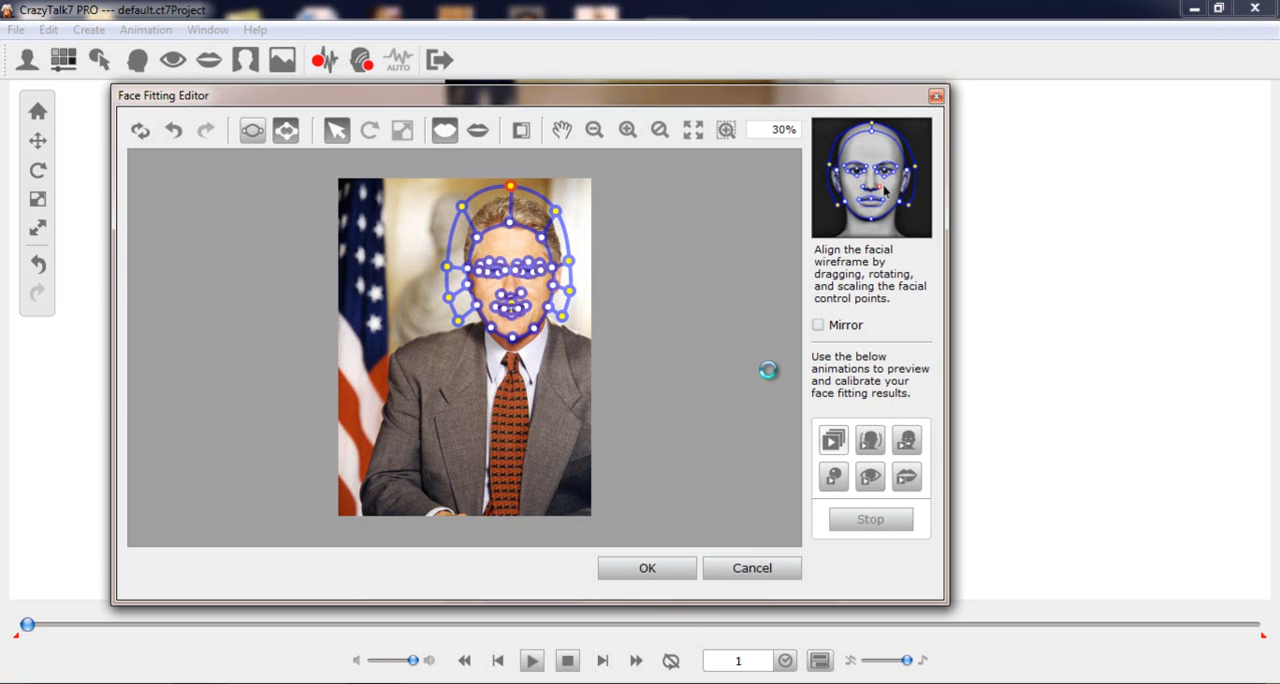 CrazyTalk7 PRO --- default.ct7Project
File Edit Create Animation Window Help
AUTO
Face Fitting Editor
30%
Align the facial
wireframe by
dragging, rotating,
and scaling the facial
control points.
Mirror
Use the below
animations to preview
and calibrate your
face fitting results.
Stop
OK Cancel
1